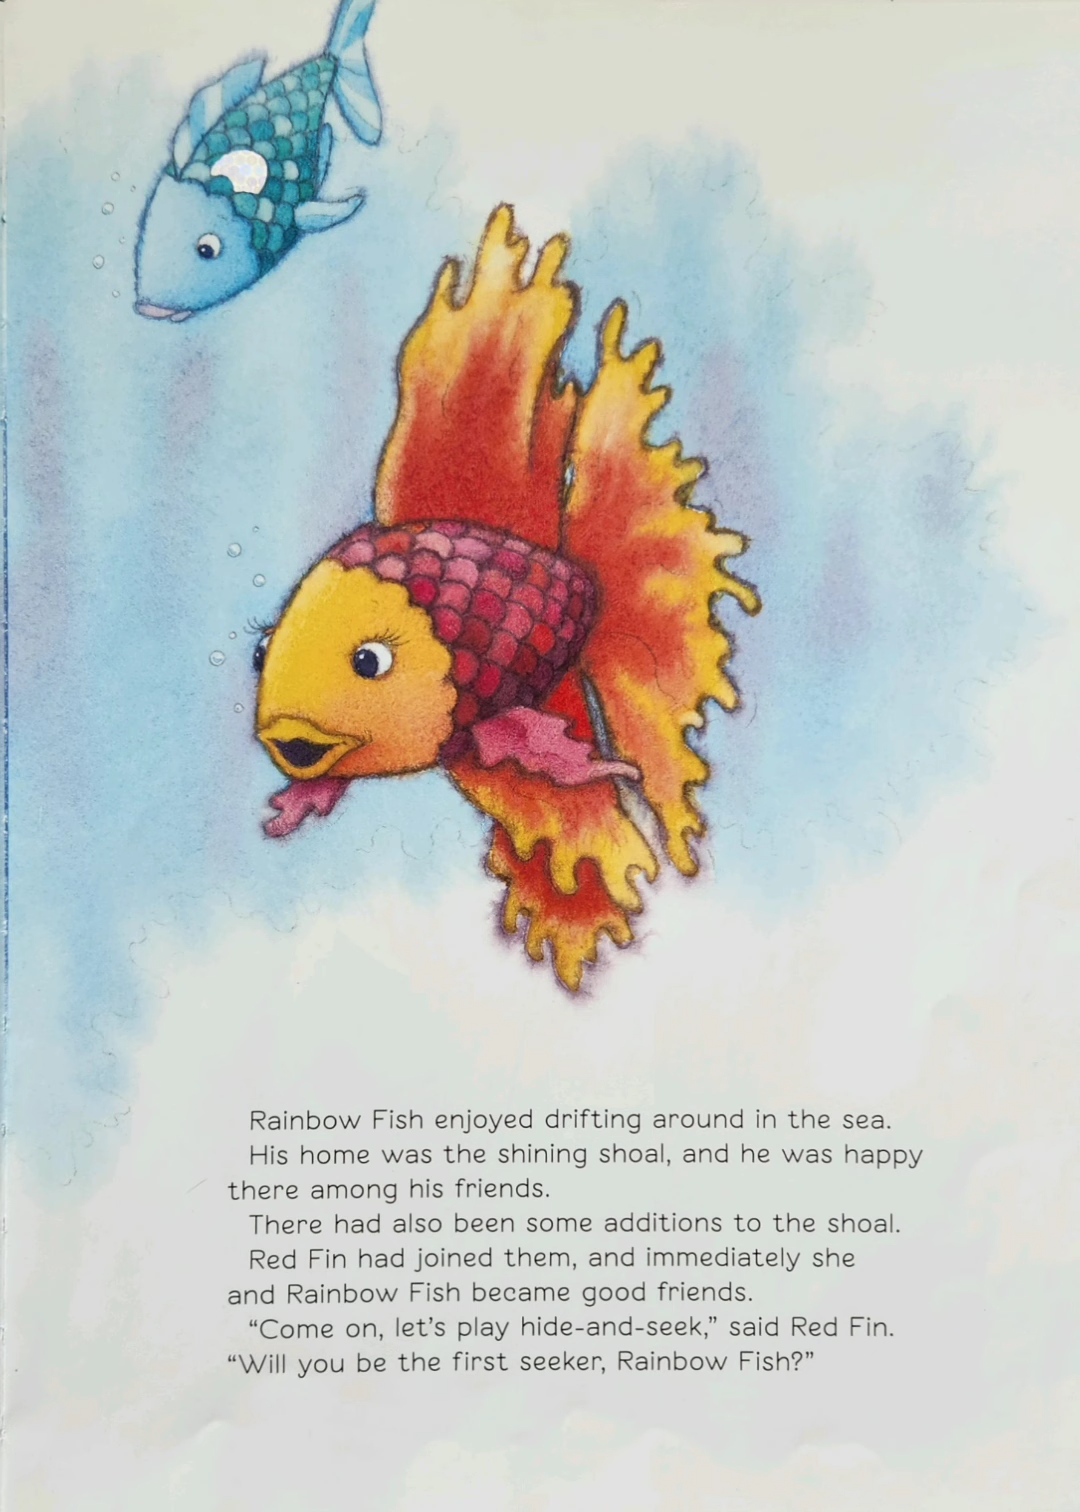 Rainbow Fish enjoyed drifting around in the sea.
His home was the shining shoal, and he was happy
there among his friends.
There had also been some additions to the shoal.
Red Fin had joined them, and immediately she
and Rainbow Fish became good friends.
“Come on, let’s play hide-and-seek,” said Red Fin.
“Will you be the first seeker, Rainbow Fish?”